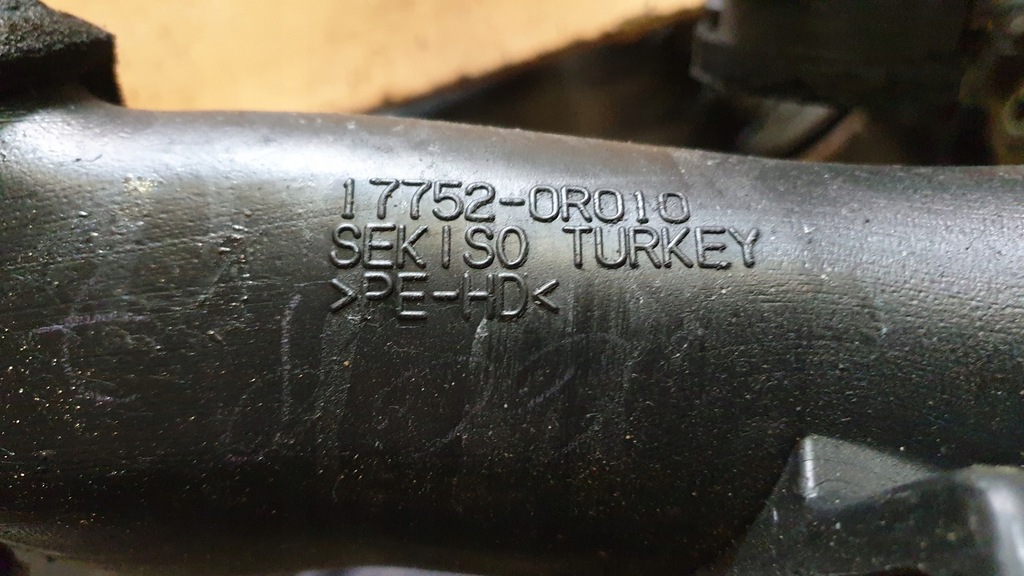 17752-0R010
SEKISO TURKEY
>PE-HD<